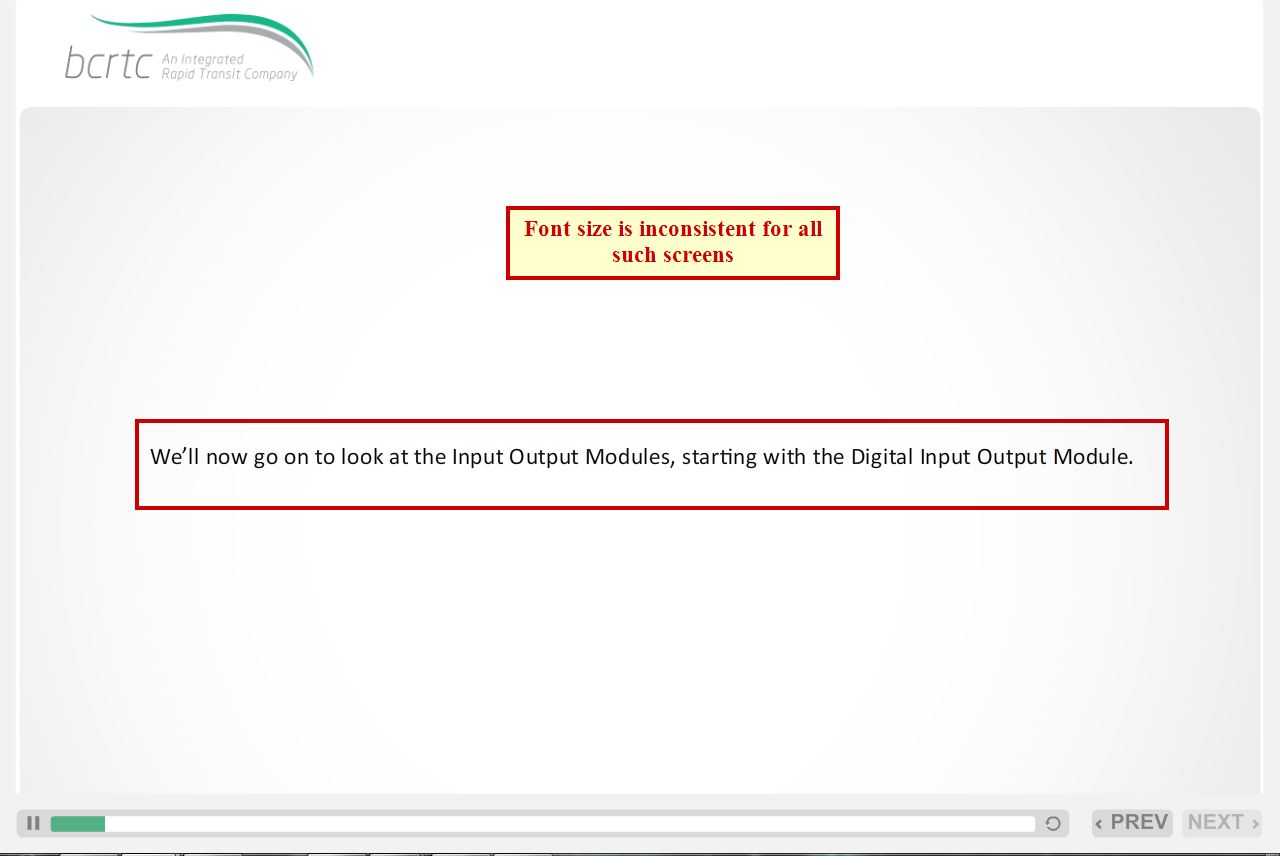 bcrtc An Integrated
Rapid Transit Company
Font size is inconsistent for all
such screens
We’ll now go on to look at the Input Output Modules, starting with the Digital Input Output Module.
‹ PREV NEXT ›